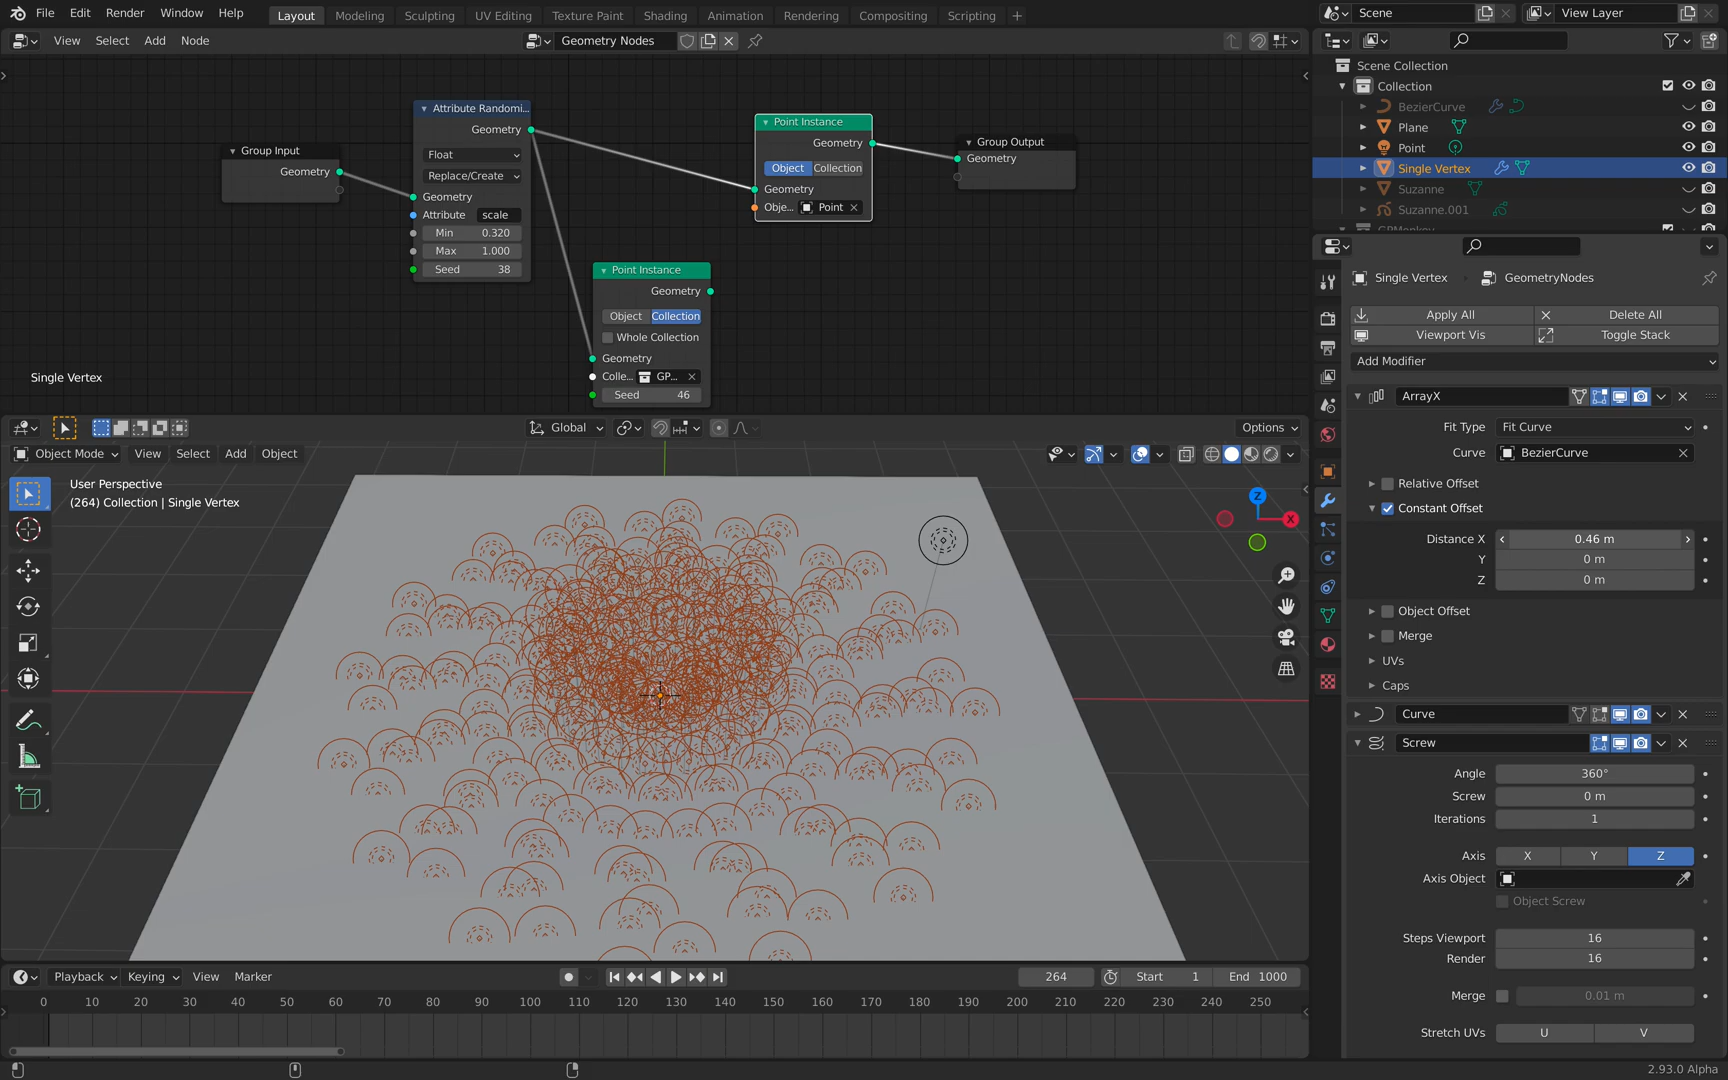 File Edit Render Window Help Layout Modeling Sculpting UV Editing Texture Paint Shading Animation Rendering Compositing Scripting Scene View Layer
View Select Add Node Geometry Nodes
Scene Collection
Collection
BezierCurve
Plane
Point
Single Vertex
Suzanne
Suzanne.001
Group Input
Geometry
Attribute Randomi...
Geometry
Float
Replace/Create
Geometry
Attribute scale
Min 0.320
Max 1.000
Seed 38
Point Instance
Geometry
Object Collection
Geometry
Obje... Point
Group Output
Geometry
Point Instance
Geometry
Object Collection
Whole Collection
Geometry
Colle... GP...
Seed 46
Single Vertex
Global Options
Object Mode View Select Add Object
User Perspective
(264) Collection | Single Vertex
Z
X
Single Vertex GeometryNodes
Apply All Delete All
Viewport Vis Toggle Stack
Add Modifier
ArrayX
Fit Type Fit Curve
Curve BezierCurve
Relative Offset
Constant Offset
Distance X 0.46 m
Y 0 m
Z 0 m
Object Offset
Merge
UVs
Caps
Curve
Screw
Angle 360°
Screw 0 m
Iterations 1
Axis X Y Z
Axis Object
Object Screw
Steps Viewport 16
Render 16
Merge 0.01 m
Stretch UVs U V
Playback Keying View Marker 264 Start 1 End 1000
0 10 20 30 40 50 60 70 80 90 100 110 120 130 140 150 160 170 180 190 200 210 220 230 240 250
2.93.0 Alpha